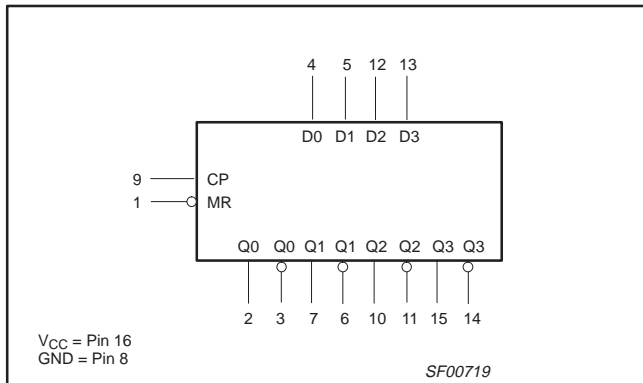 4 5 12 13
D0 D1 D2 D3
9 CP
1 MR
Q0 Q0 Q1 Q1 Q2 Q2 Q3 Q3
2 3 7 6 10 11 15 14
VCC = Pin 16
GND = Pin 8
SF00719